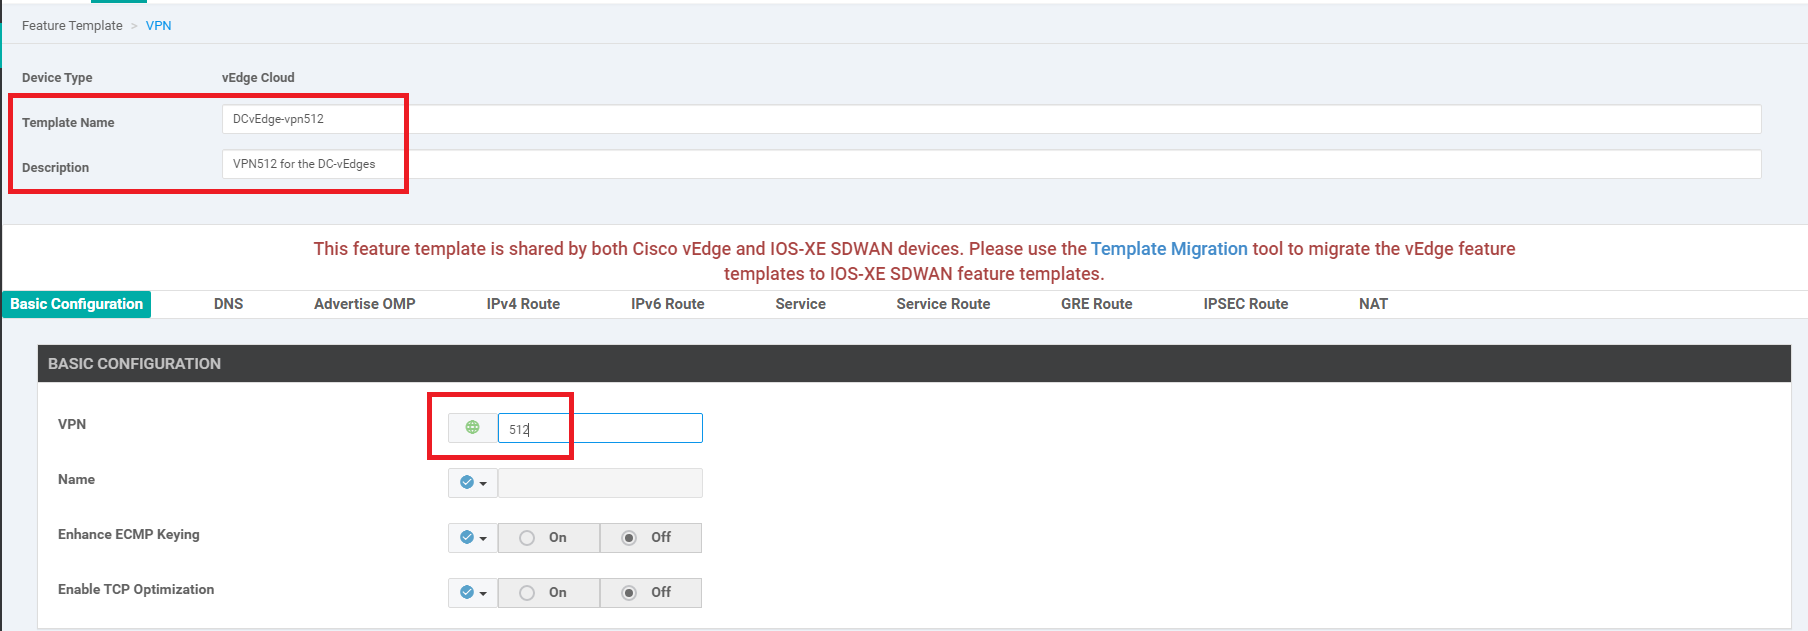 Feature Template > VPN
Device Type vEdge Cloud
Template Name DCvEdge-vpn512
Description VPN512 for the DC-vEdges
This feature template is shared by both Cisco vEdge and IOS-XE SDWAN devices. Please use the Template Migration tool to migrate the vEdge feature
templates to IOS-XE SDWAN feature templates.
Basic Configuration DNS Advertise OMP IPv4 Route IPv6 Route Service Service Route GRE Route IPSEC Route NAT
BASIC CONFIGURATION
VPN 512
Name
Enhance ECMP Keying On Off
Enable TCP Optimization On Off